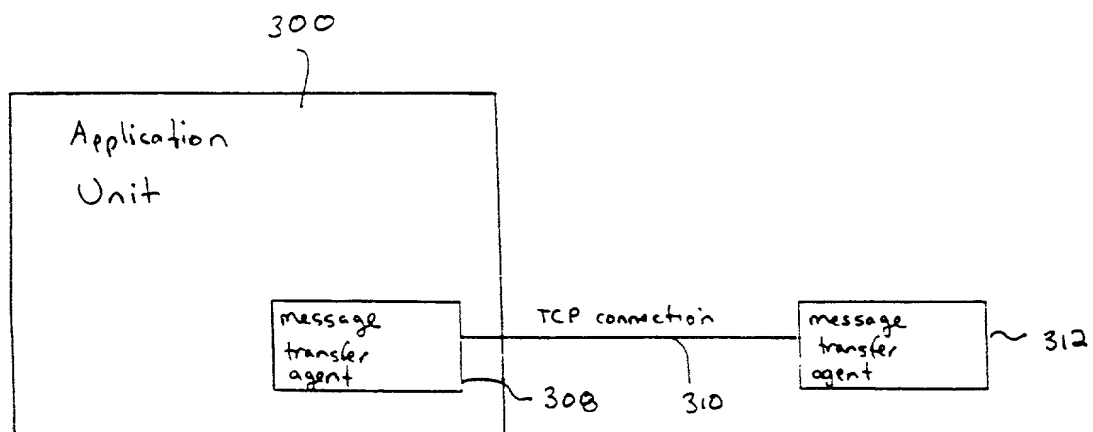 300
Application
Unit
message
transfer
agent
308
TCP connection
310
message
transfer
agent
312